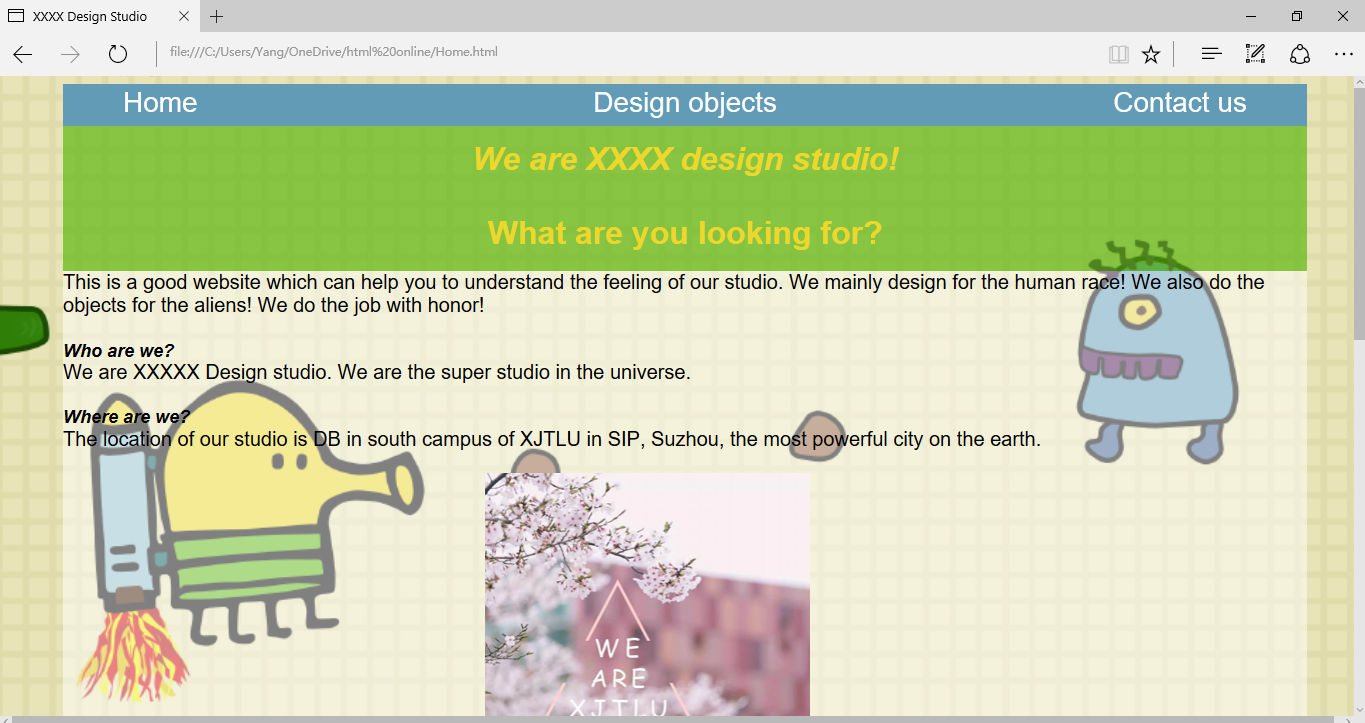 XXXX Design Studio
file:///C:/Users/Yang/OneDrive/html%20online/Home.html
Home Design objects Contact us
We are XXXX design studio!
What are you looking for?
This is a good website which can help you to understand the feeling of our studio. We mainly design for the human race! We also do the
objects for the aliens! We do the job with honor!
Who are we?
We are XXXXX Design studio. We are the super studio in the universe.
Where are we?
The location of our studio is DB in south campus of XJTLU in SIP, Suzhou, the most powerful city on the earth.
WE
ARE
XJTLU